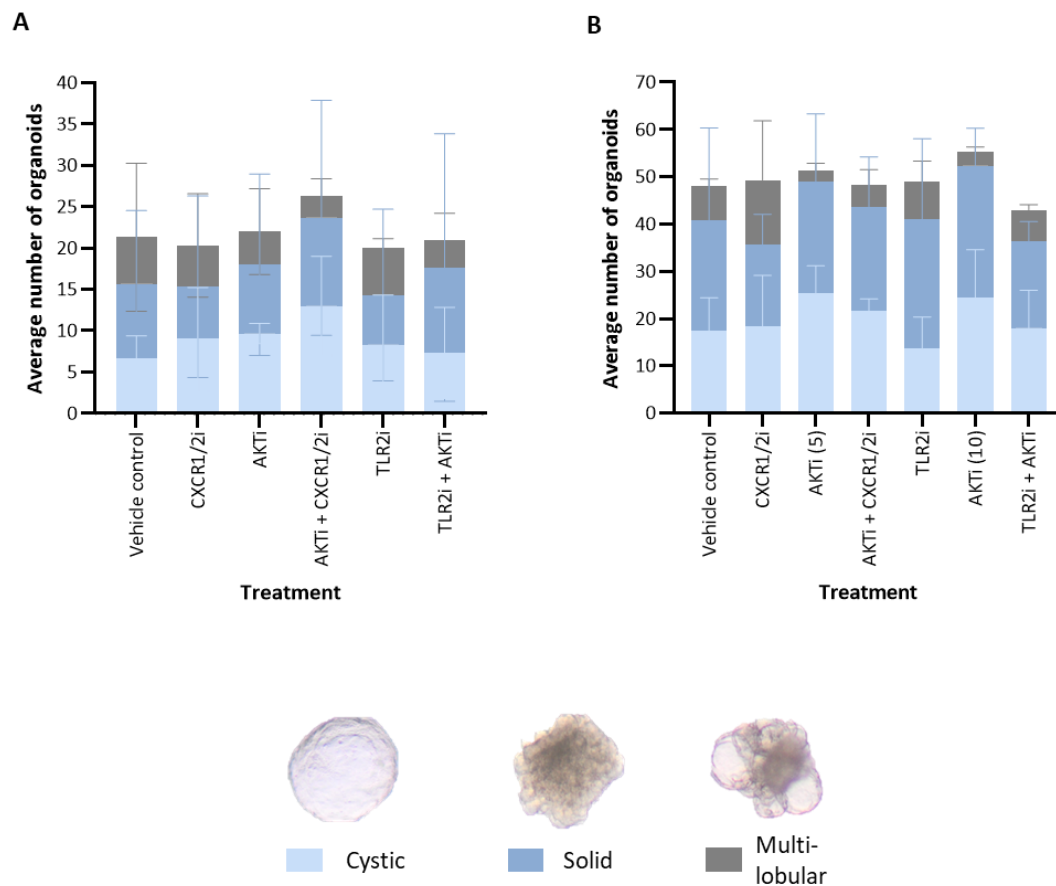 A
B
Average number of organoids
40
35
30
25
20
15
10
5
0
Vehicle control
CXCR1/2i
AKTi
AKTi + CXCR1/2i
TLR2i
TLR2i + AKTi
Treatment
Average number of organoids
70
60
50
40
30
20
10
0
Vehicle control
CXCR1/2i
AKTi (5)
AKTi + CXCR1/2i
TLR2i
AKTi (10)
TLR2i + AKTi
Treatment
Cystic
Solid
Multi-
lobular